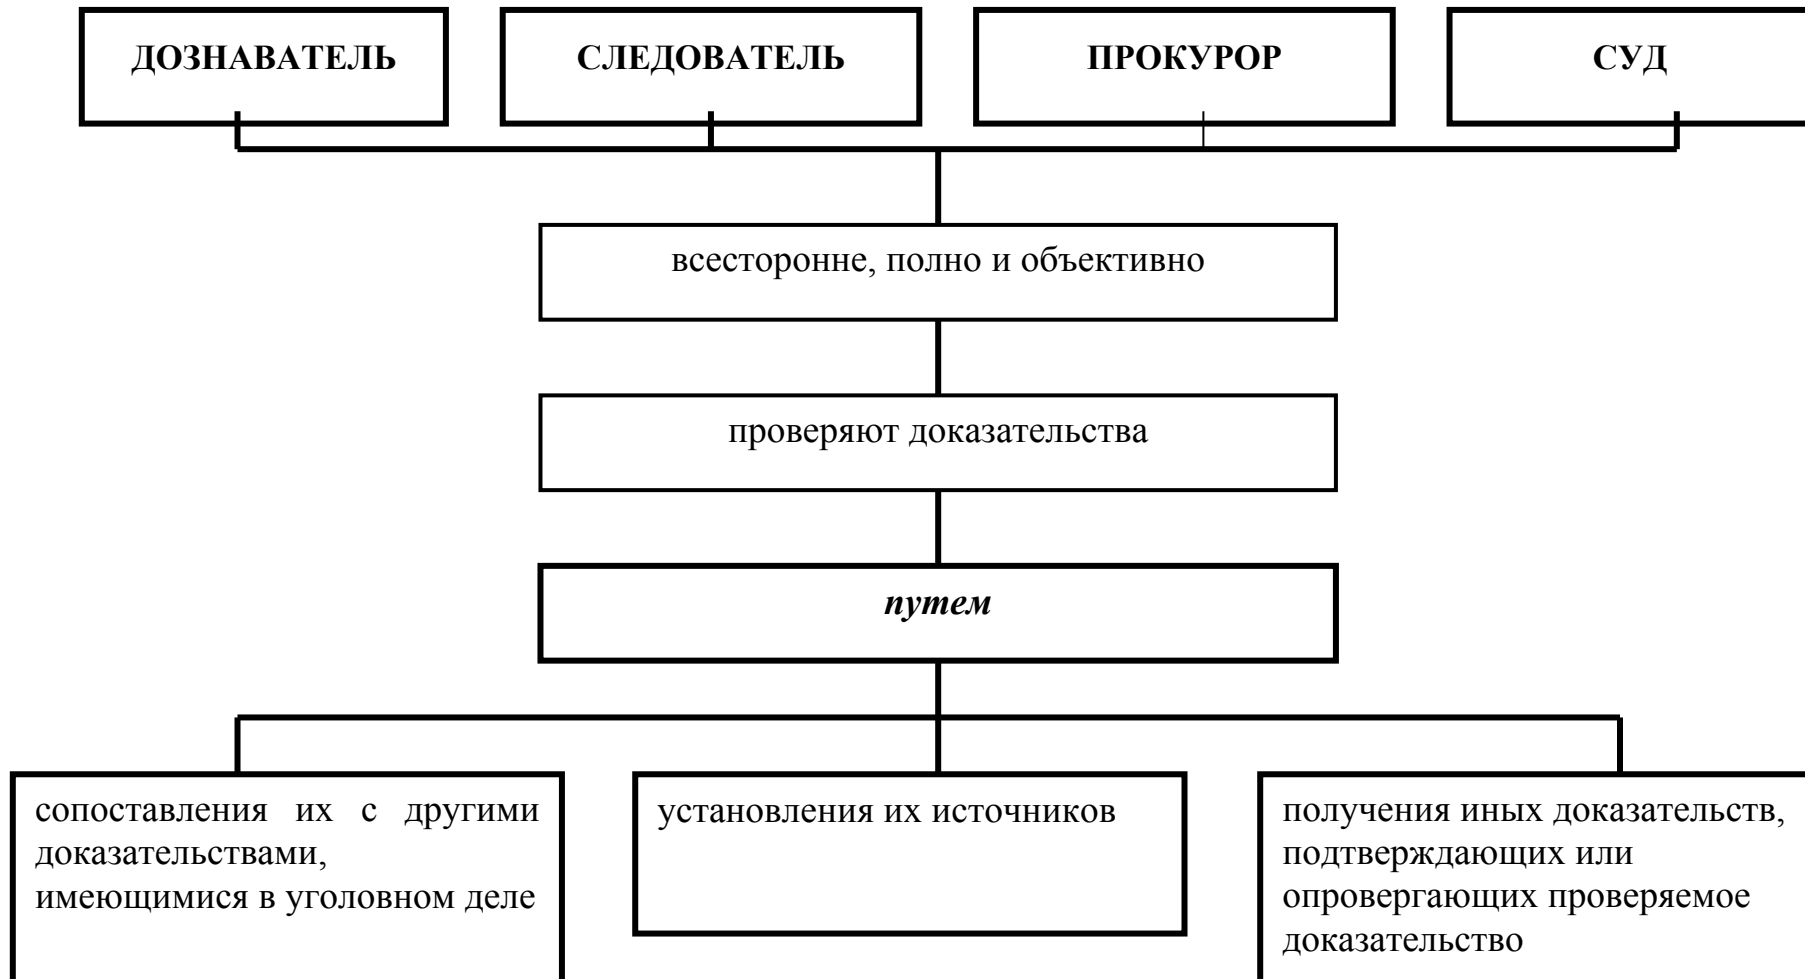 ДОЗНАВАТЕЛЬ
СЛЕДОВАТЕЛЬ
ПРОКУРОР
СУД
всесторонне, полно и объективно
проверяют доказательства
путем
сопоставления их с другими
доказательствами,
имеющимися в уголовном деле
установления их источников
получения иных доказательств,
подтверждающих или
опровергающих проверяемое
доказательство